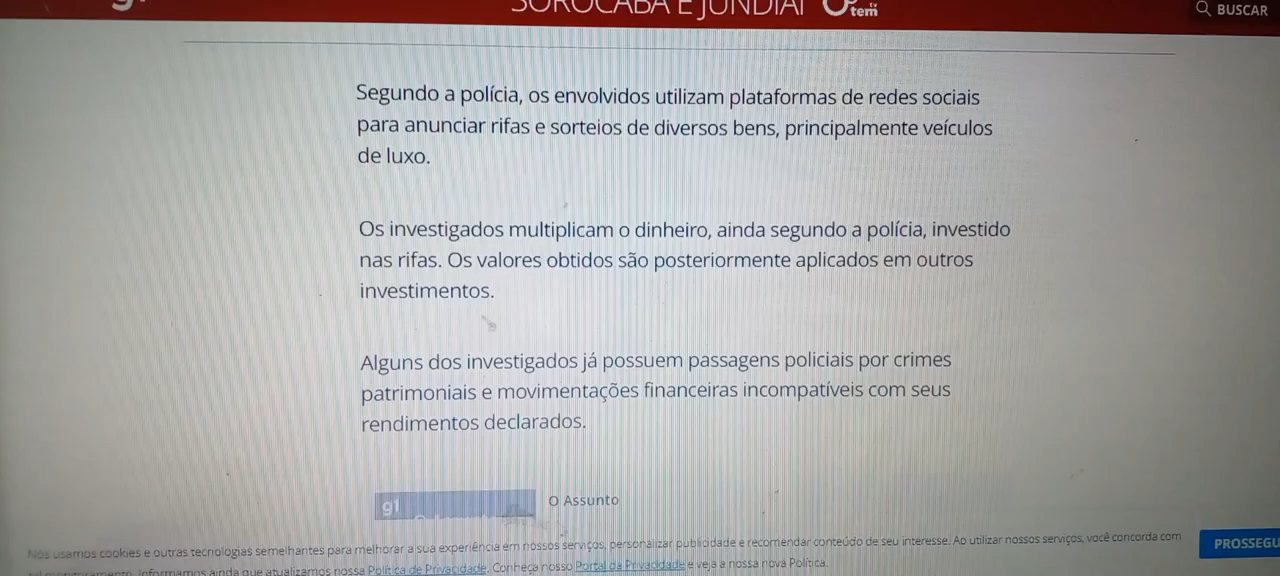 g1
SOROCABA E JUNDIAÍ
tv
tem
BUSCAR
Segundo a polícia, os envolvidos utilizam plataformas de redes sociais
para anunciar rifas e sorteios de diversos bens, principalmente veículos
de luxo.
Os investigados multiplicam o dinheiro, ainda segundo a polícia, investido
nas rifas. Os valores obtidos são posteriormente aplicados em outros
investimentos.
Alguns dos investigados já possuem passagens policiais por crimes
patrimoniais e movimentações financeiras incompatíveis com seus
rendimentos declarados.
g1
O Assunto
Nós usamos cookies e outras tecnologias semelhantes para melhorar a sua experiência em nossos serviços, personalizar publicidade e recomendar conteúdo de seu interesse. Ao utilizar nossos serviços, você concorda com
Informamos ainda que atualizamos nossa Política de Privacidade. Conheça nosso Portal da Privacidade e veja a nossa nova Política.
PROSSEGU